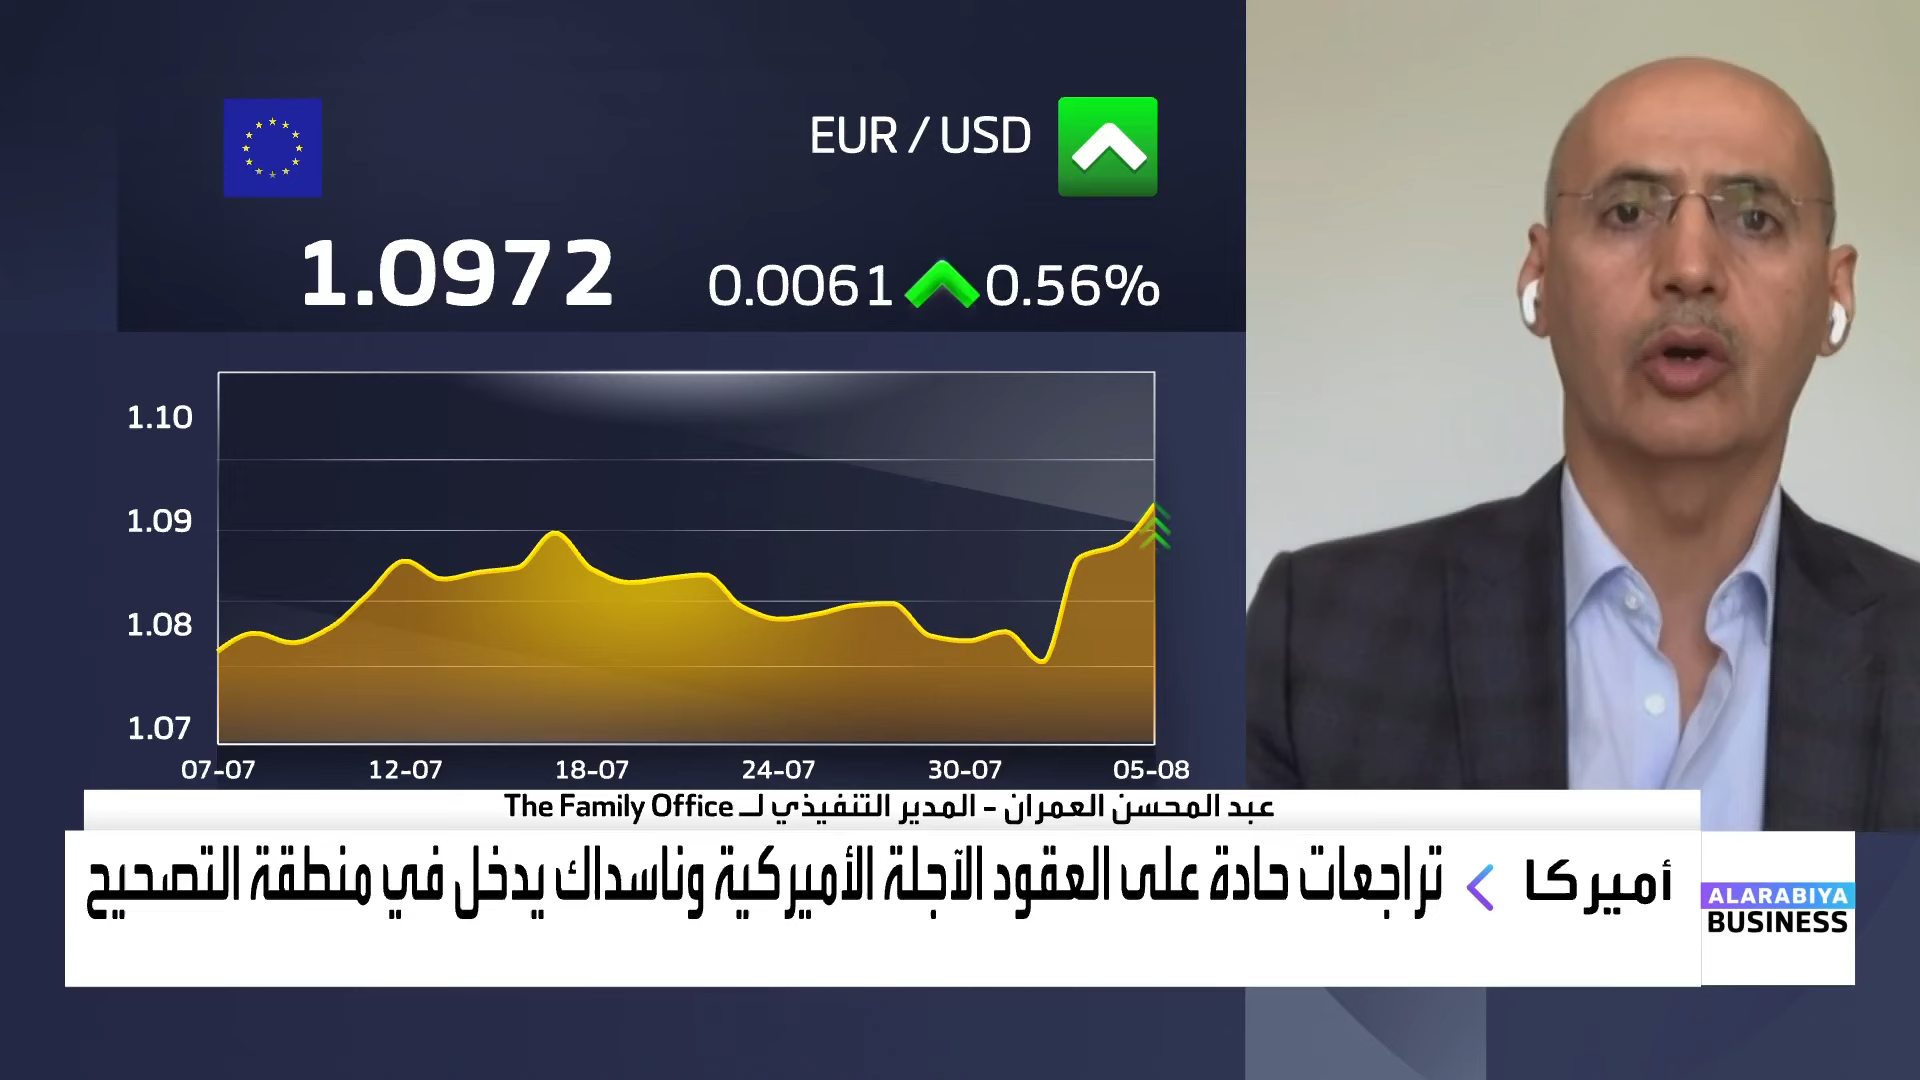 EUR / USD
1.0972
0.0061 0.56%
1.10
1.09
1.08
1.07
07-07 12-07 18-07 24-07 30-07 05-08
عبد المحسن العمران - المدير التنفيذي لـ The Family Office
أميركا تراجعات حادة على العقود الآجلة الأميركية وناسداك يدخل في منطقة التصحيح
ALARABIYA
BUSINESS